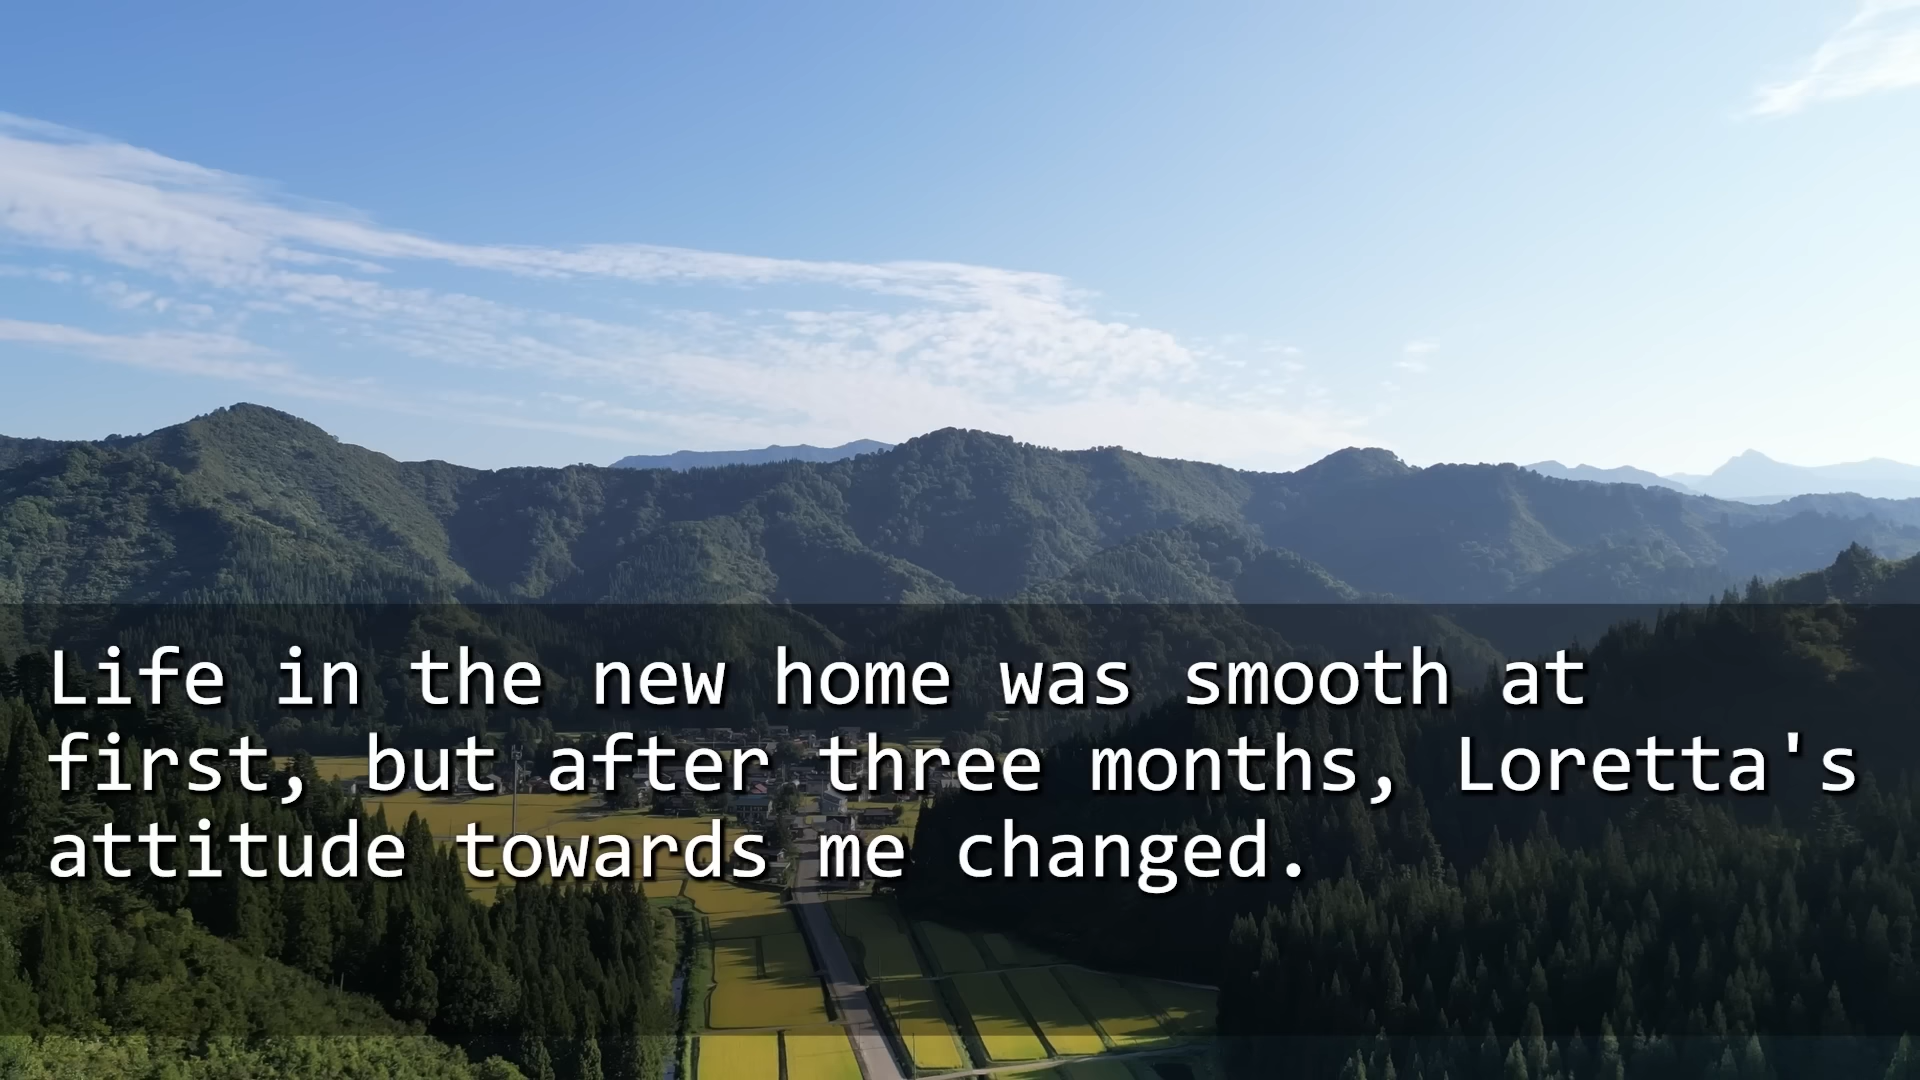 Life in the new home was smooth at
first, but after three months, Loretta's
attitude towards me changed.